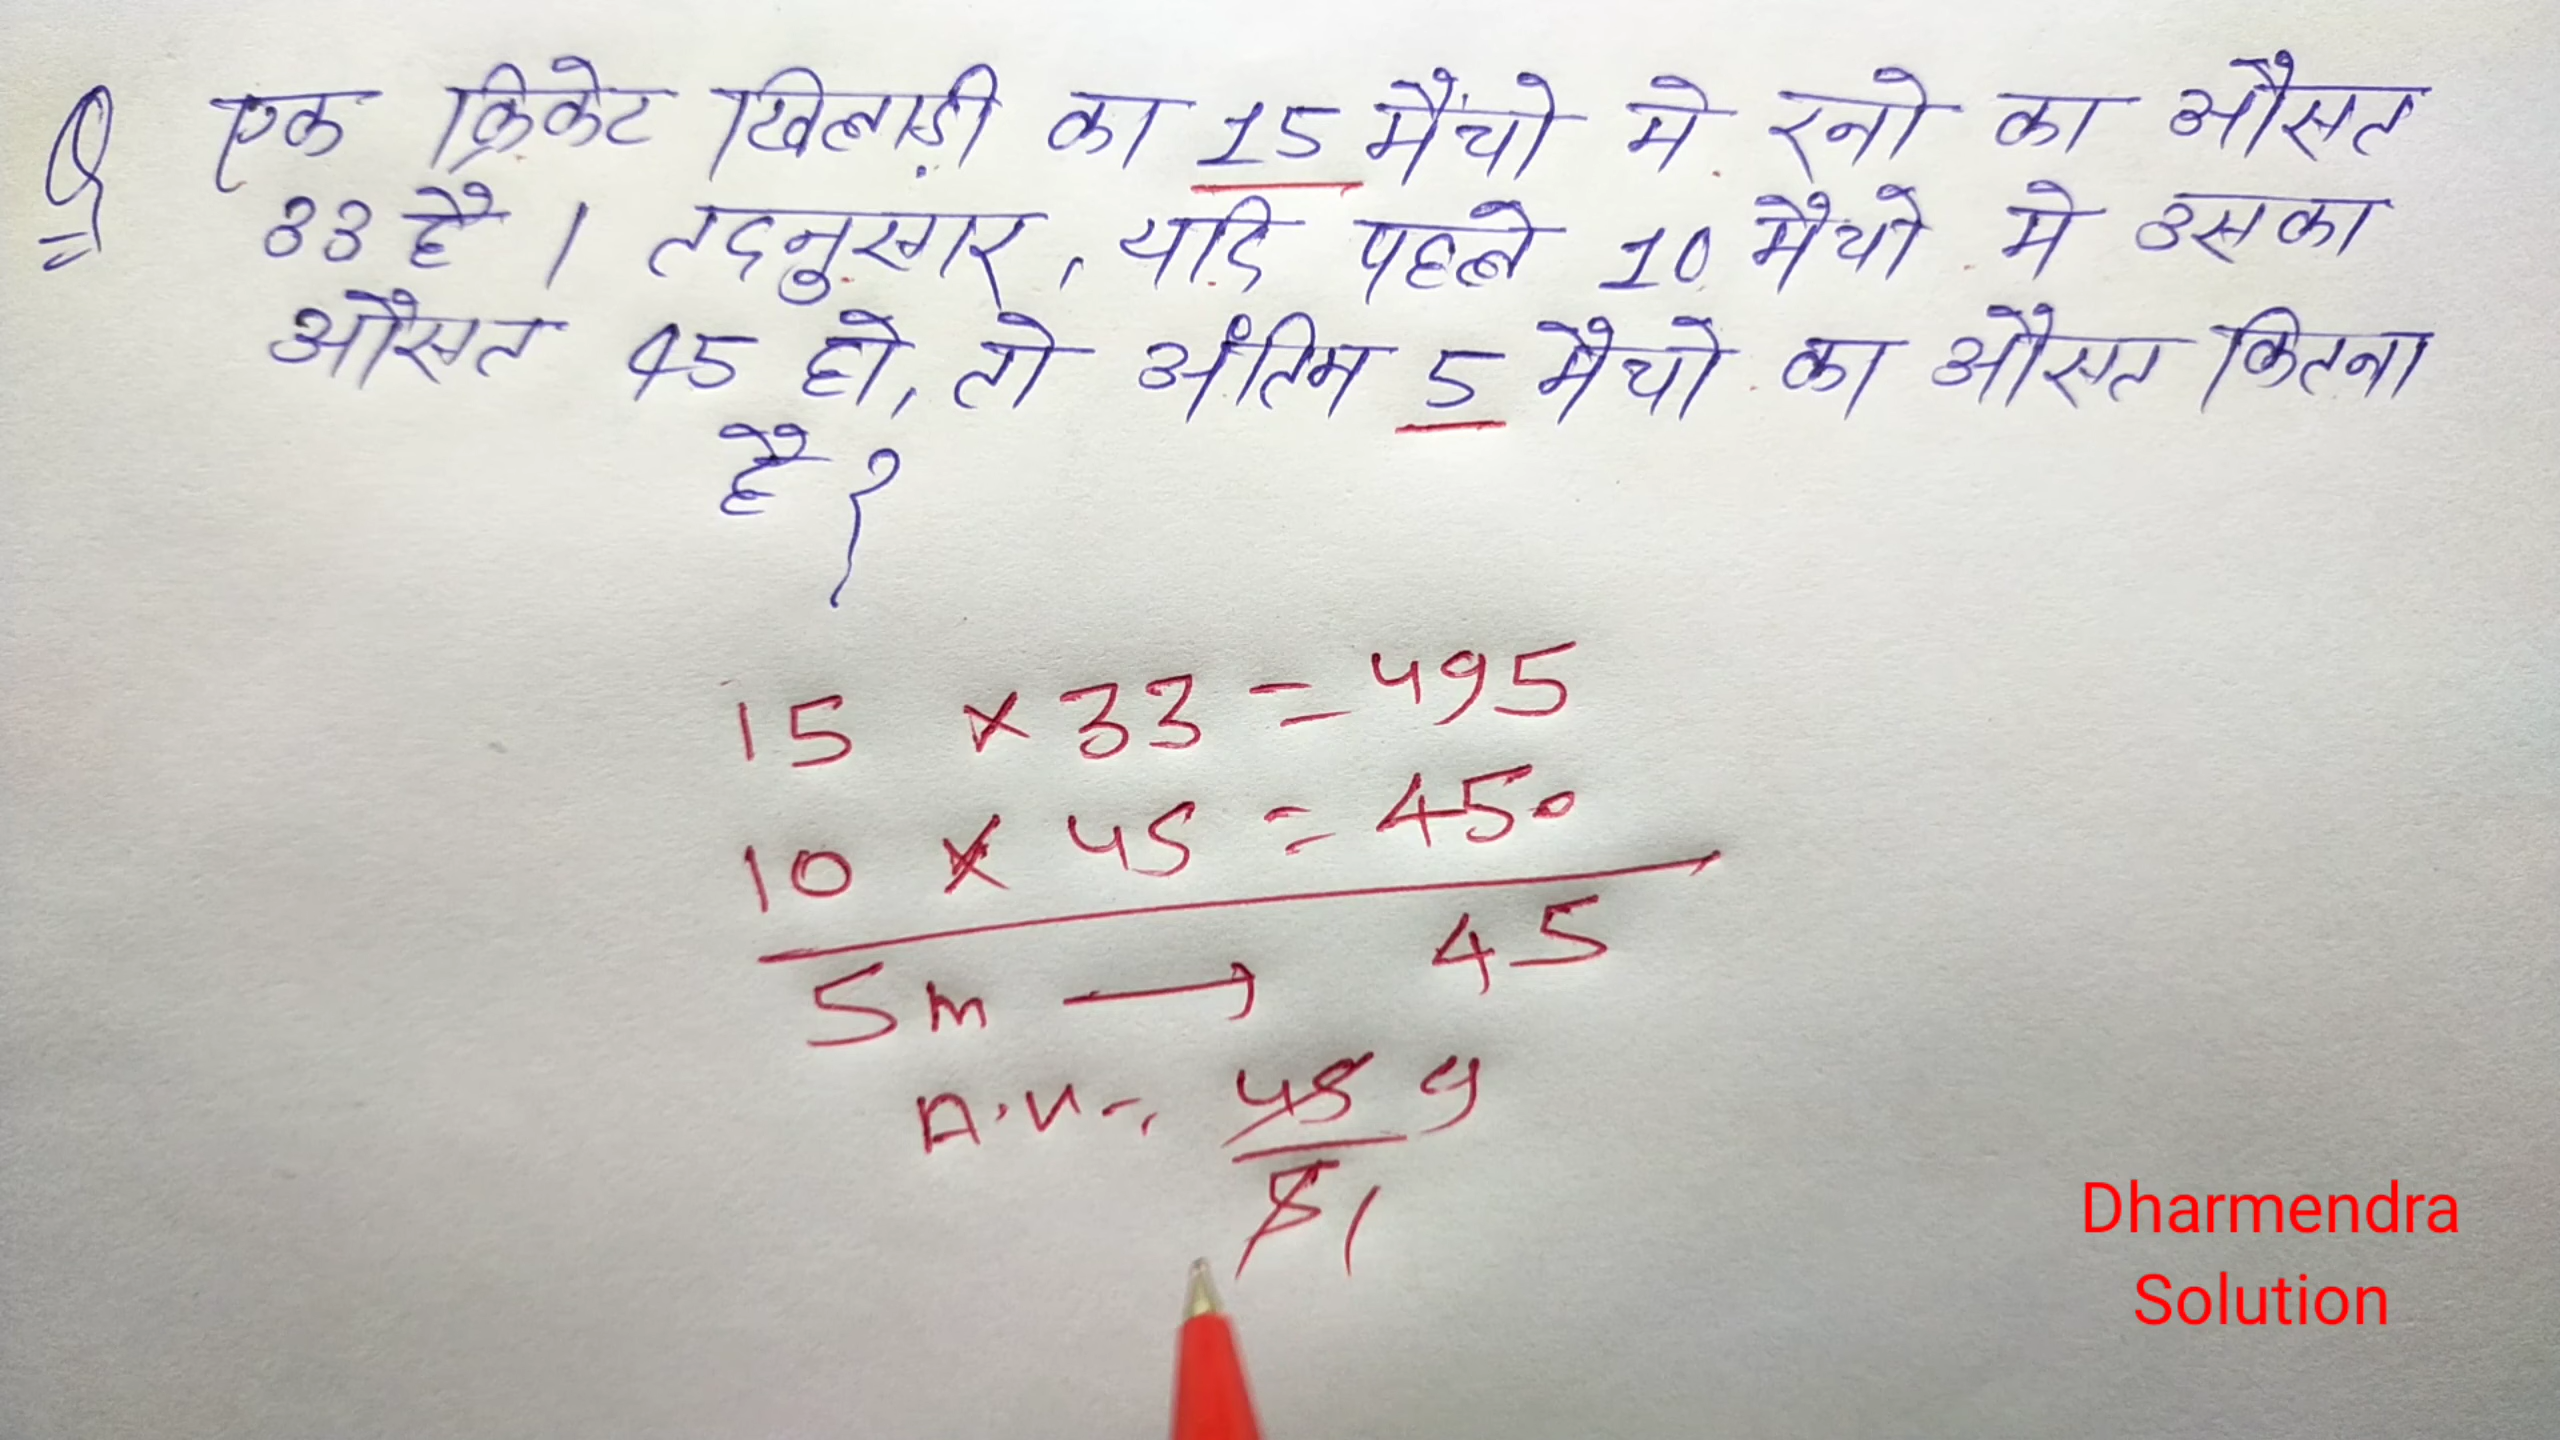 Q एक क्रिकेट खिलाड़ी का 15 मैंचो मे रनो का औसत
33 है । तदनुसार, यदि पहले 10 मैचो मे उसका
औसत 45 हो, तो अंतिम 5 मैचो का औसत कितना
है ?
15 × 33 = 495
10 × 45 = 450
5m → 45
A.V = 45 9
5 1
Dharmendra
Solution